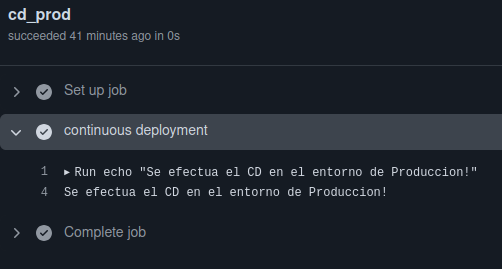 cd_prod
succeeded 41 minutes ago in 0s
Set up job
continuous deployment
1 ▸ Run echo "Se efectua el CD en el entorno de Produccion!"
4 Se efectua el CD en el entorno de Produccion!
Complete job